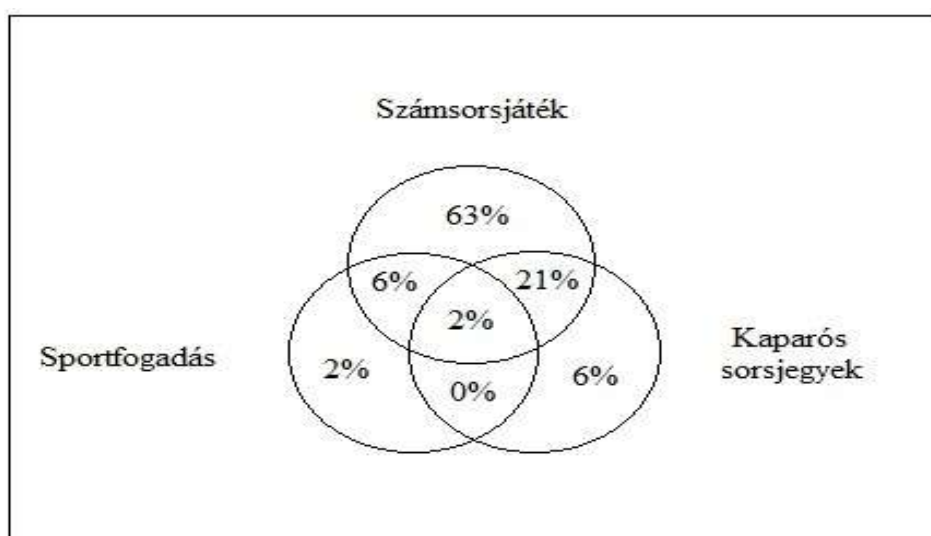 Számsorsjáték
63%
6%
21%
2%
Sportfogadás
Kaparós
sorsjegyek
2%
0%
6%